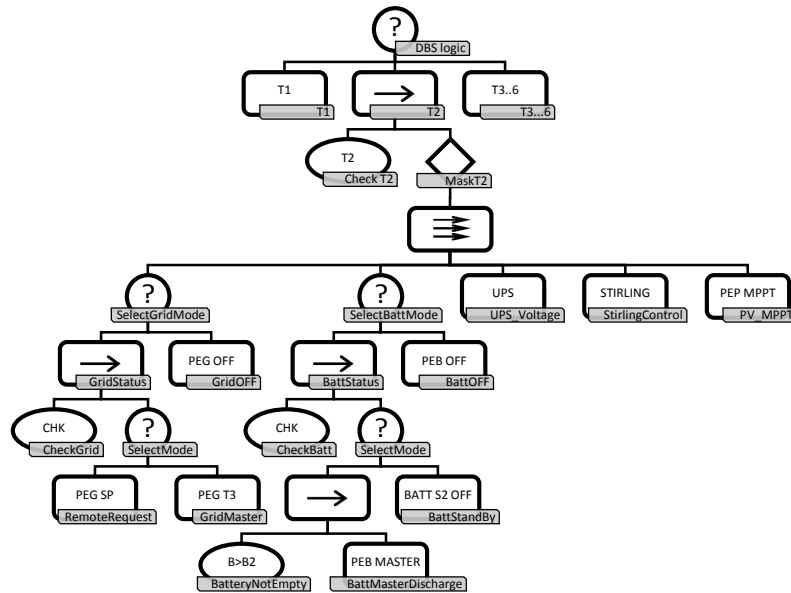 ?
DBS logic
T1
T1
T2
T3..6
T3...6
T2
Check T2
MaskT2
?
SelectGridMode
?
SelectBattMode
UPS
UPS_Voltage
STIRLING
StirlingControl
PEP MPPT
PV_MPPT
GridStatus
PEG OFF
GridOFF
BattStatus
PEB OFF
BattOFF
CHK
CheckGrid
?
SelectMode
CHK
CheckBatt
?
SelectMode
PEG SP
RemoteRequest
PEG T3
GridMaster
BATT S2 OFF
BattStandBy
B>B2
BatteryNotEmpty
PEB MASTER
BattMasterDischarge